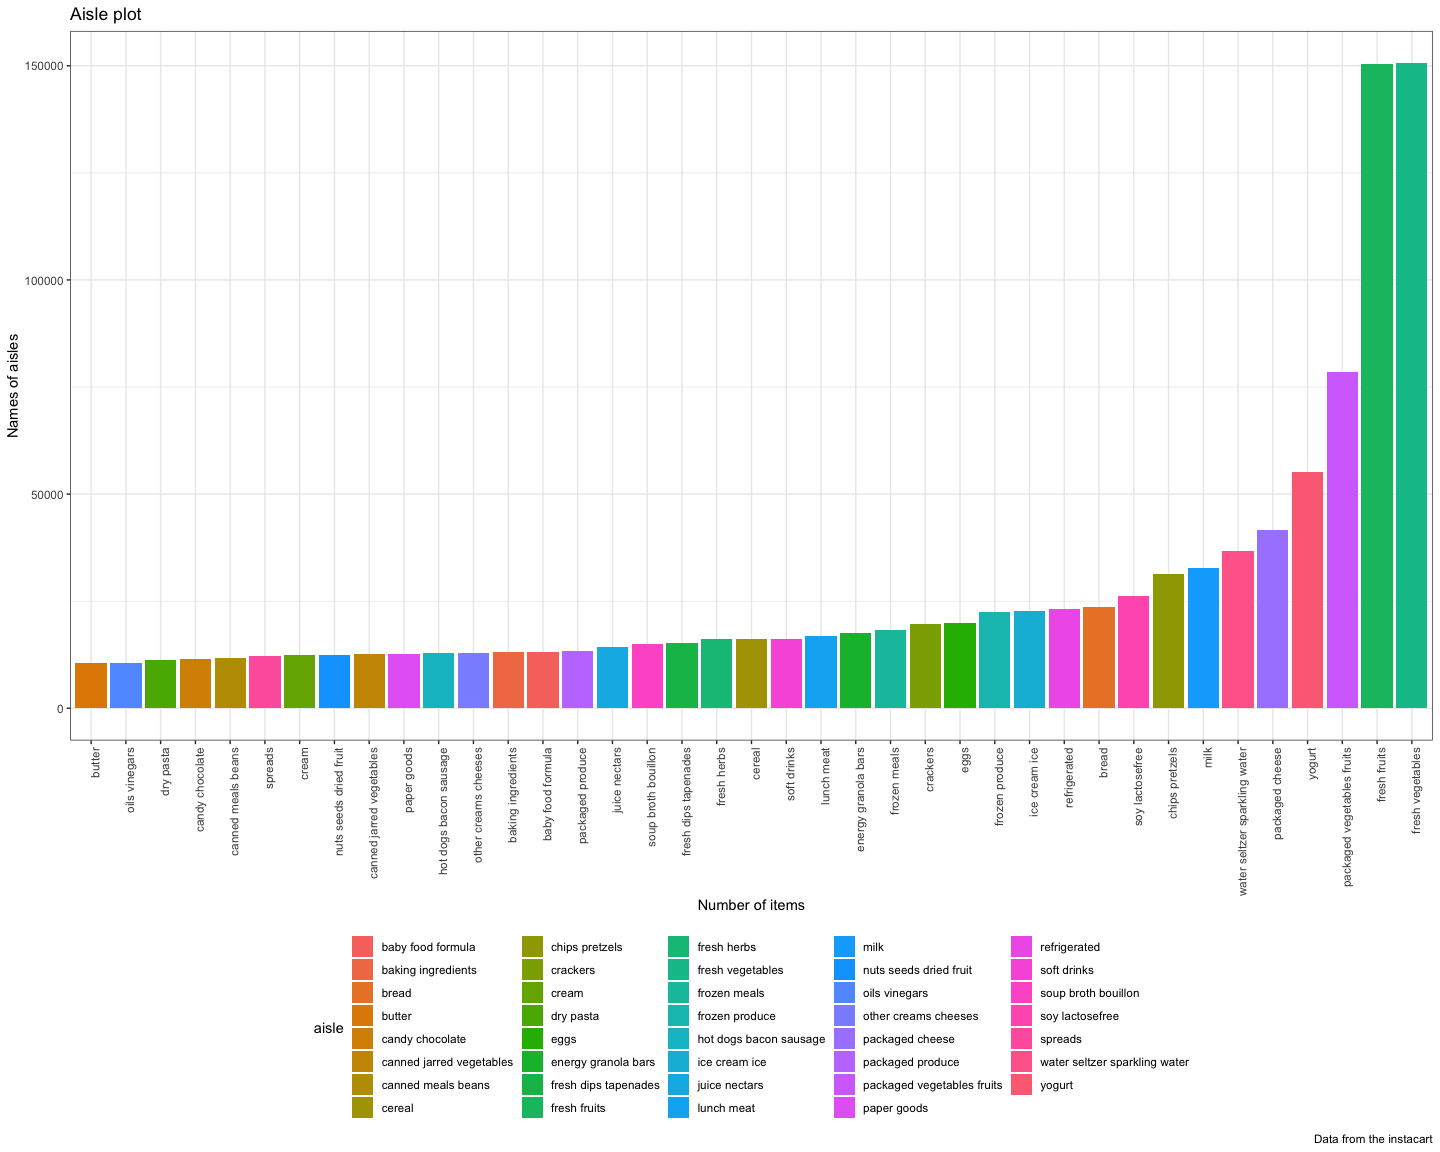 Aisle plot
Names of aisles
150000
100000
50000
0
butter
oils vinegars
dry pasta
candy chocolate
canned meals beans
spreads
cream
nuts seeds dried fruit
canned jarred vegetables
paper goods
hot dogs bacon sausage
other creams cheeses
baking ingredients
baby food formula
packaged produce
juice nectars
soup broth bouillon
fresh dips tapenades
fresh herbs
cereal
soft drinks
lunch meat
energy granola bars
frozen meals
crackers
eggs
frozen produce
ice cream ice
refrigerated
bread
soy lactosefree
chips pretzels
milk
water seltzer sparkling water
packaged cheese
yogurt
packaged vegetables fruits
fresh fruits
fresh vegetables
Number of items
aisle
baby food formula
baking ingredients
bread
butter
candy chocolate
canned jarred vegetables
canned meals beans
cereal
chips pretzels
crackers
cream
dry pasta
eggs
energy granola bars
fresh dips tapenades
fresh fruits
fresh herbs
fresh vegetables
frozen meals
frozen produce
hot dogs bacon sausage
ice cream ice
juice nectars
lunch meat
milk
nuts seeds dried fruit
oils vinegars
other creams cheeses
packaged cheese
packaged produce
packaged vegetables fruits
paper goods
refrigerated
soft drinks
soup broth bouillon
soy lactosefree
spreads
water seltzer sparkling water
yogurt
Data from the instacart